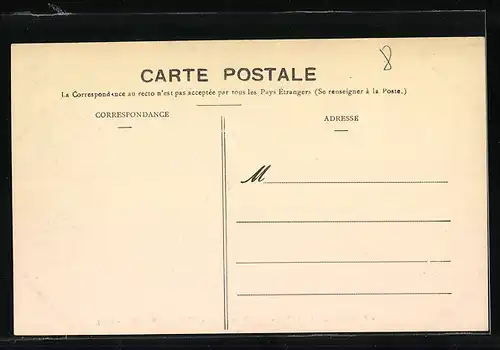 8
CARTE POSTALE
La Correspondance au recto n'est pas acceptée par tous les Pays Étrangers (Se renseigner à la Poste.)
CORRESPONDANCE
ADRESSE
M